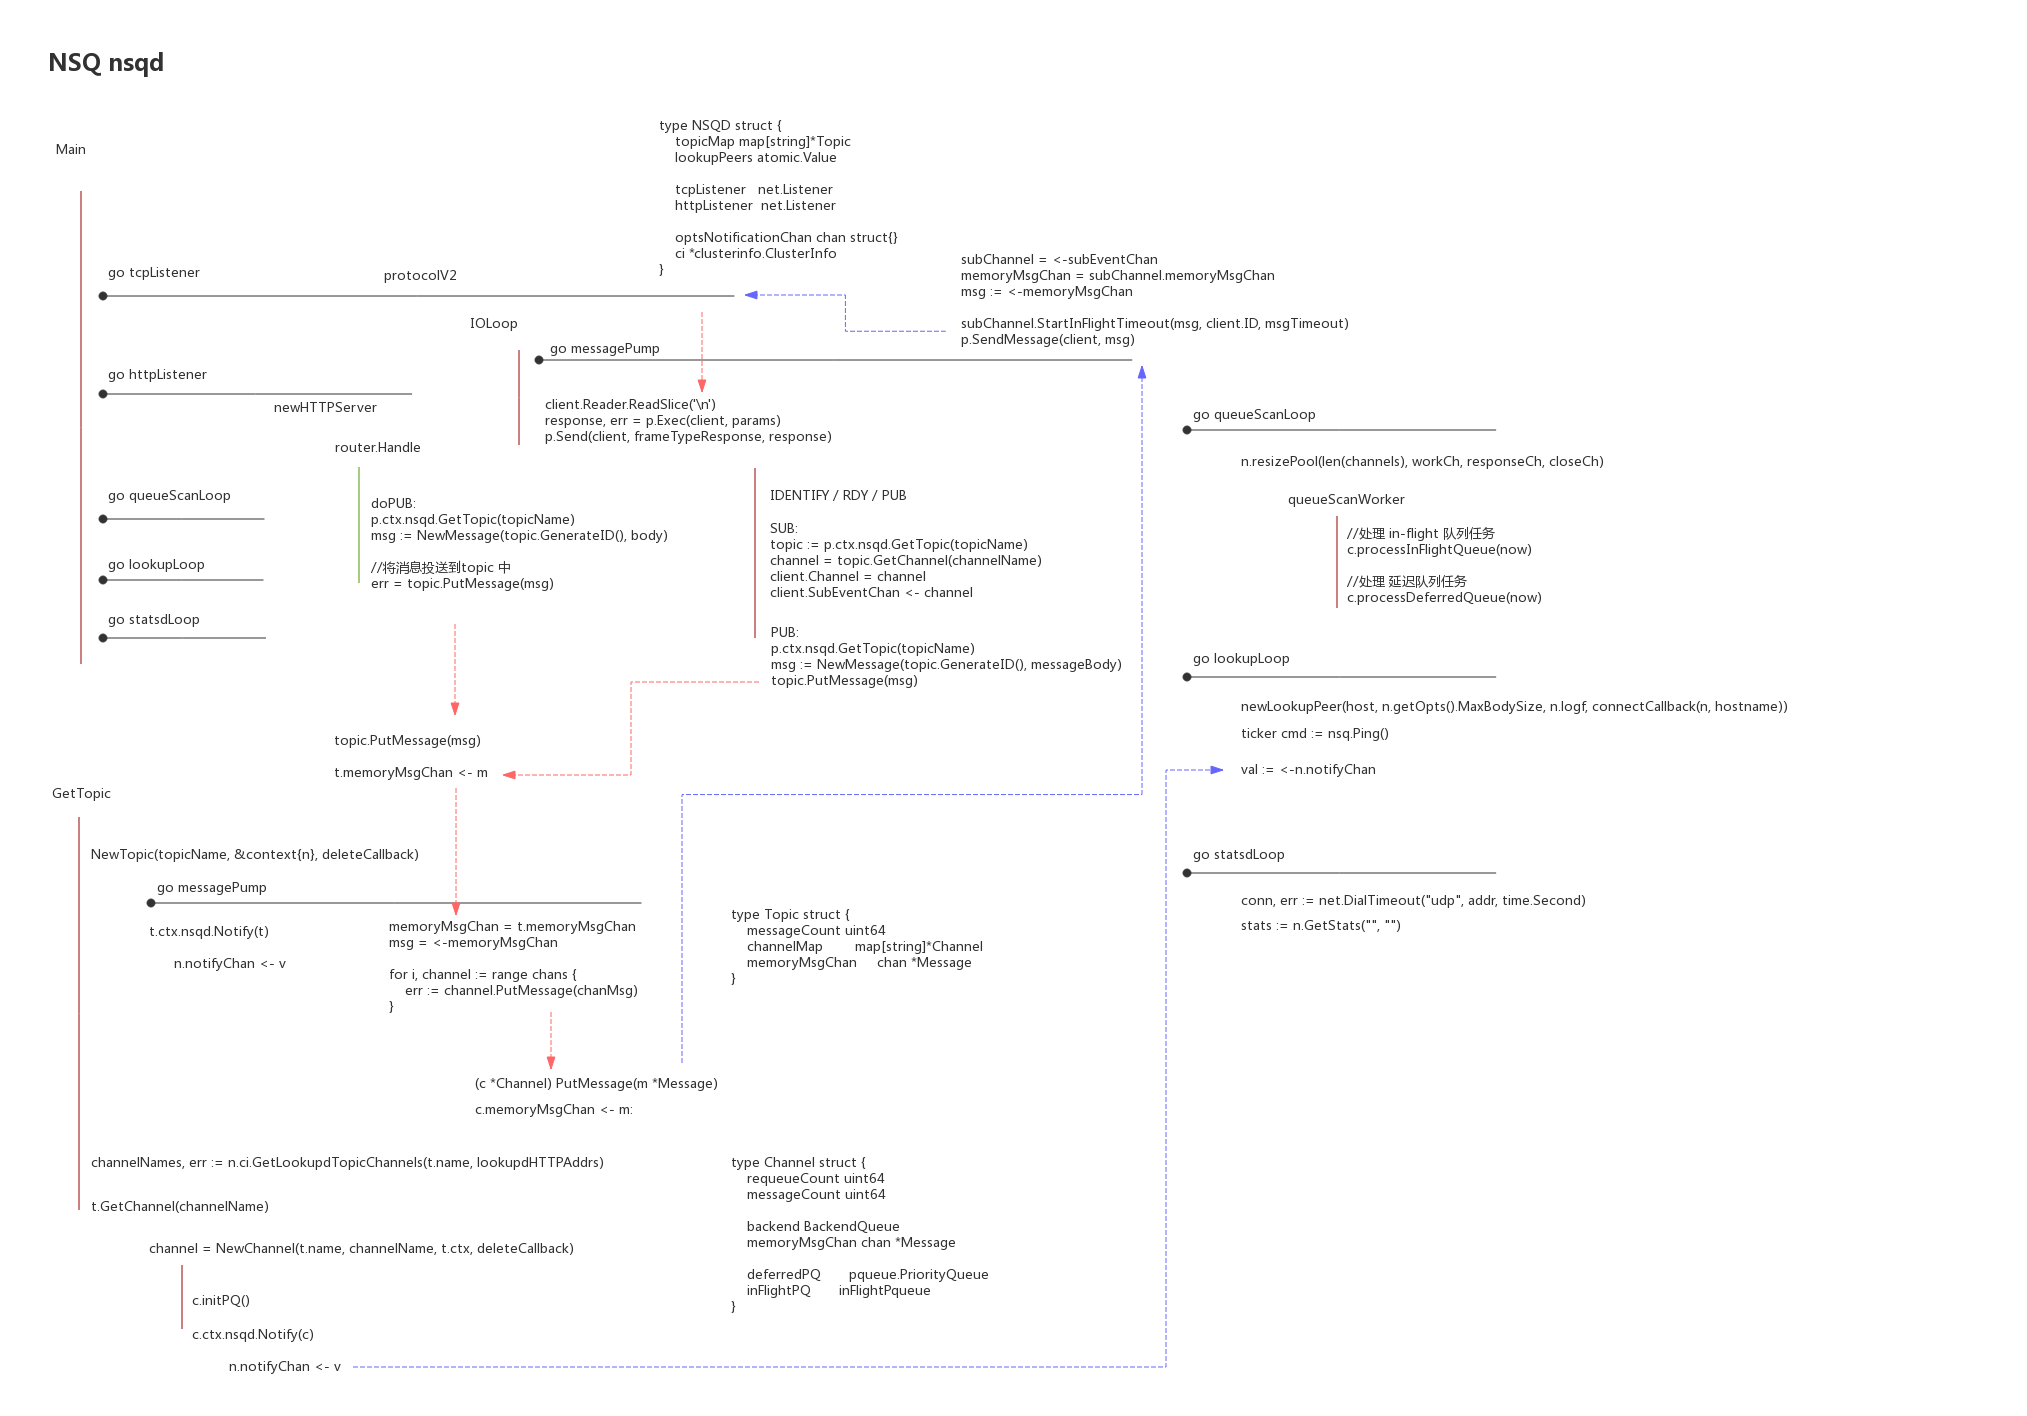 NSQ nsqd
Main
type NSQD struct {
topicMap map[string]*Topic
lookupPeers atomic.Value
tcpListener   net.Listener
httpListener  net.Listener
optsNotificationChan chan struct{}
ci *clusterinfo.ClusterInfo
}
go tcpListener
protocolV2
subChannel = <-subEventChan
memoryMsgChan = subChannel.memoryMsgChan
msg := <-memoryMsgChan
subChannel.StartInFlightTimeout(msg, client.ID, msgTimeout)
p.SendMessage(client, msg)
IOLoop
go messagePump
client.Reader.ReadSlice('\n')
response, err = p.Exec(client, params)
p.Send(client, frameTypeResponse, response)
go httpListener
newHTTPServer
router.Handle
doPUB:
p.ctx.nsqd.GetTopic(topicName)
msg := NewMessage(topic.GenerateID(), body)
//将消息投送到topic 中
err = topic.PutMessage(msg)
IDENTIFY / RDY / PUB
SUB:
topic := p.ctx.nsqd.GetTopic(topicName)
channel = topic.GetChannel(channelName)
client.Channel = channel
client.SubEventChan <- channel
PUB:
p.ctx.nsqd.GetTopic(topicName)
msg := NewMessage(topic.GenerateID(), messageBody)
topic.PutMessage(msg)
go queueScanLoop
go lookupLoop
go statsdLoop
go queueScanLoop
n.resizePool(len(channels), workCh, responseCh, closeCh)
queueScanWorker
//处理 in-flight 队列任务
c.processInFlightQueue(now)
//处理 延迟队列任务
c.processDeferredQueue(now)
go lookupLoop
newLookupPeer(host, n.getOpts().MaxBodySize, n.logf, connectCallback(n, hostname))
ticker cmd := nsq.Ping()
val := <-n.notifyChan
go statsdLoop
conn, err := net.DialTimeout("udp", addr, time.Second)
stats := n.GetStats("", "")
topic.PutMessage(msg)
t.memoryMsgChan <- m
GetTopic
NewTopic(topicName, &context{n}, deleteCallback)
go messagePump
t.ctx.nsqd.Notify(t)
n.notifyChan <- v
memoryMsgChan = t.memoryMsgChan
msg = <-memoryMsgChan
for i, channel := range chans {
err := channel.PutMessage(chanMsg)
}
type Topic struct {
messageCount uint64
channelMap        map[string]*Channel
memoryMsgChan     chan *Message
}
(c *Channel) PutMessage(m *Message)
c.memoryMsgChan <- m:
channelNames, err := n.ci.GetLookupdTopicChannels(t.name, lookupdHTTPAddrs)
t.GetChannel(channelName)
channel = NewChannel(t.name, channelName, t.ctx, deleteCallback)
c.initPQ()
c.ctx.nsqd.Notify(c)
n.notifyChan <- v
type Channel struct {
requeueCount uint64
messageCount uint64
backend BackendQueue
memoryMsgChan chan *Message
deferredPQ       pqueue.PriorityQueue
inFlightPQ       inFlightPqueue
}